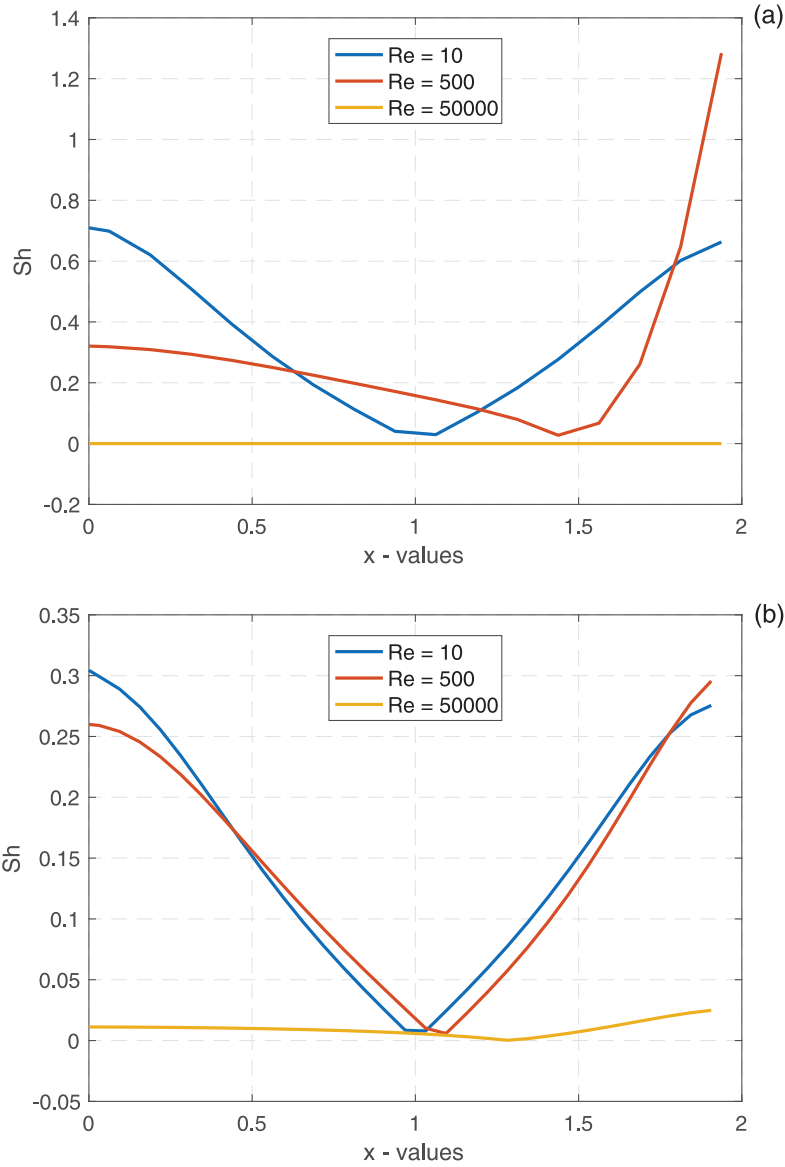 (a)
1.4
1.2
1
0.8
0.6
0.4
0.2
0
-0.2
Sh
Re = 10
Re = 500
Re = 50000
0 0.5 1 1.5 2
x - values
(b)
0.35
0.3
0.25
0.2
0.15
0.1
0.05
0
-0.05
Sh
Re = 10
Re = 500
Re = 50000
0 0.5 1 1.5 2
x - values